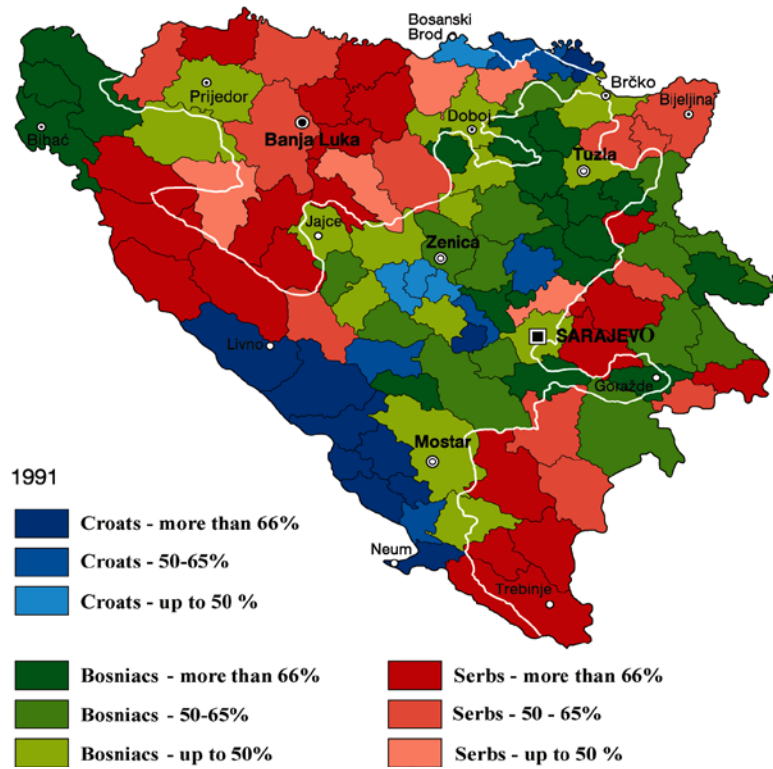 Bosanski
Brod
Prijedor
Brčko
Bijeljina
Doboj
Bihać
Banja Luka
Tuzla
Jajce
Zenica
SARAJEVO
Livno
Goražde
Mostar
1991
Croats - more than 66%
Croats - 50-65%
Neum
Croats - up to 50 %
Trebinje
Bosniacs - more than 66%
Serbs - more than 66%
Bosniacs - 50-65%
Serbs - 50 - 65%
Bosniacs - up to 50%
Serbs - up to 50 %